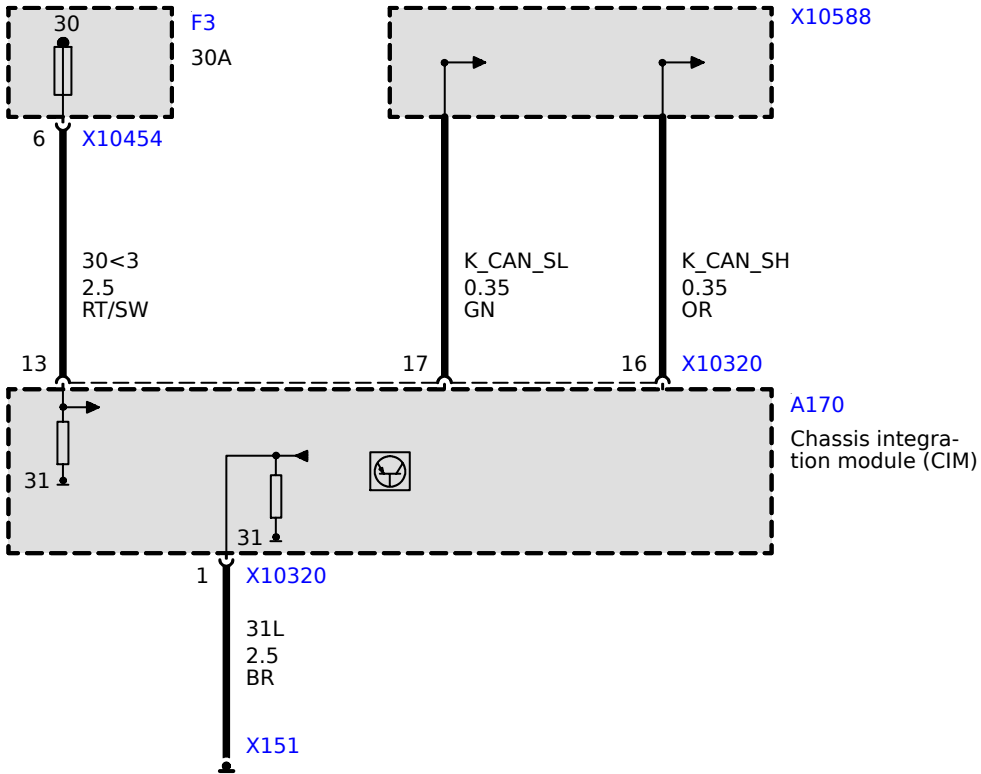 30
F3
30A
X10588
6
X10454
30<3
2.5
RT/SW
K_CAN_SL
0.35
GN
K_CAN_SH
0.35
OR
13
17
16
X10320
A170
Chassis integra-
tion module (CIM)
31
31
1
X10320
31L
2.5
BR
X151